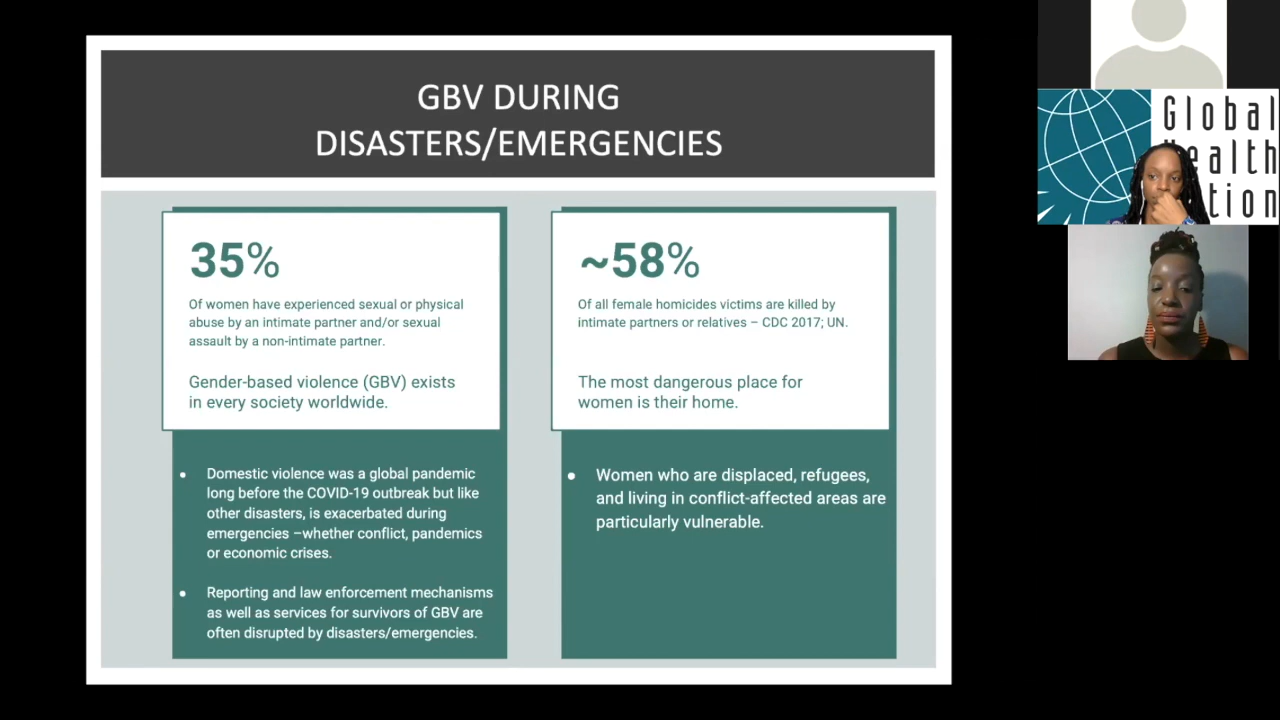 GBV DURING
DISASTERS/EMERGENCIES
35%
Of women have experienced sexual or physical
abuse by an intimate partner and/or sexual
assault by a non-intimate partner.
Gender-based violence (GBV) exists
in every society worldwide.
● Domestic violence was a global pandemic
long before the COVID-19 outbreak but like
other disasters, is exacerbated during
emergencies –whether conflict, pandemics
or economic crises.
● Reporting and law enforcement mechanisms
as well as services for survivors of GBV are
often disrupted by disasters/emergencies.
~58%
Of all female homicides victims are killed by
intimate partners or relatives – CDC 2017; UN.
The most dangerous place for
women is their home.
● Women who are displaced, refugees,
and living in conflict-affected areas are
particularly vulnerable.
Global